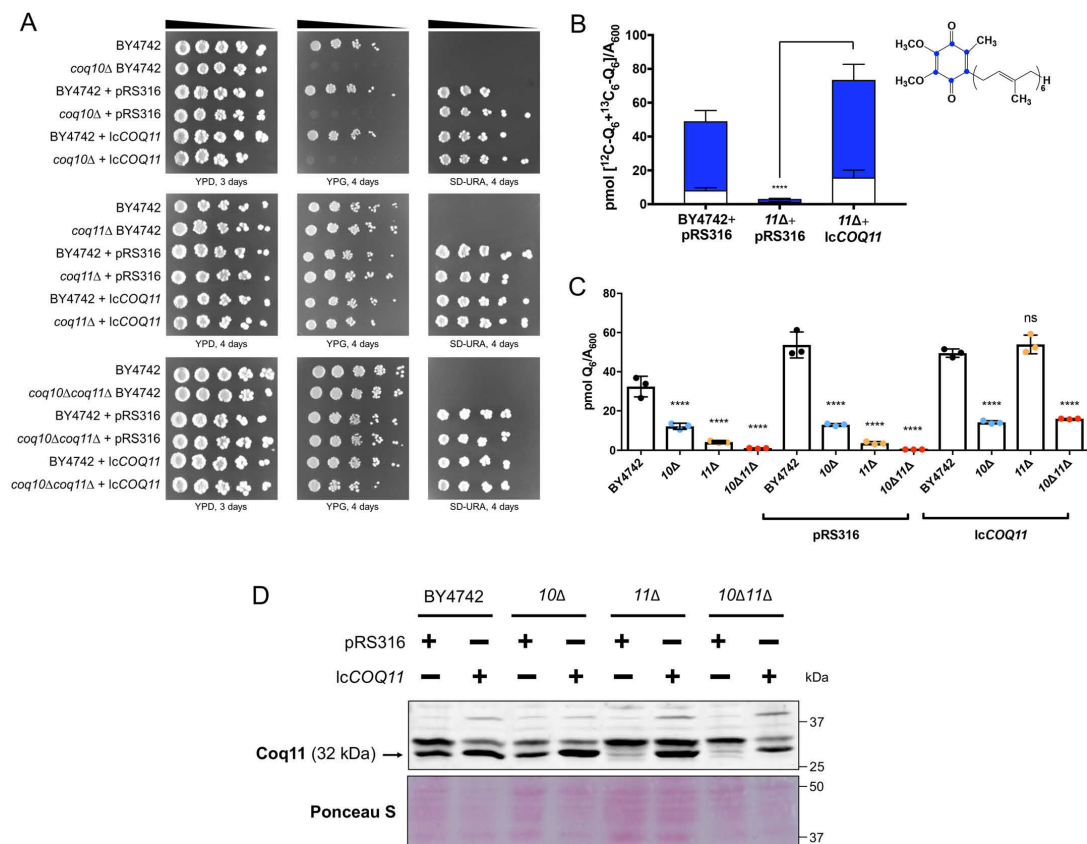 A
BY4742
coq10Δ BY4742
BY4742 + pRS316
coq10Δ + pRS316
BY4742 + lcCOQ11
coq10Δ + lcCOQ11
YPD, 3 days
YPG, 4 days
SD-URA, 4 days
BY4742
coq11Δ BY4742
BY4742 + pRS316
coq11Δ + pRS316
BY4742 + lcCOQ11
coq11Δ + lcCOQ11
YPD, 4 days
YPG, 4 days
SD-URA, 4 days
BY4742
coq10Δcoq11Δ BY4742
BY4742 + pRS316
coq10Δcoq11Δ + pRS316
BY4742 + lcCOQ11
coq10Δcoq11Δ + lcCOQ11
YPD, 3 days
YPG, 4 days
SD-URA, 4 days
B
pmol [¹²C-Q₆+¹³C₆-Q₆]/A₆₀₀
100
80
60
40
20
0
****
BY4742+
pRS316
11Δ+
pRS316
11Δ+
lcCOQ11
O
H₃CO
CH₃
H₃CO
O
CH₃
6
H
C
pmol Q₆/A₆₀₀
60
40
20
0
**** **** **** **** **** **** **** ns ****
BY4742 10Δ 11Δ 10Δ11Δ BY4742 10Δ 11Δ 10Δ11Δ BY4742 10Δ 11Δ 10Δ11Δ
pRS316
lcCOQ11
D
BY4742 10Δ 11Δ 10Δ11Δ
pRS316 + − + − + − + −
lcCOQ11 − + − + − + − + kDa
37
Coq11 (32 kDa) →
25
50
Ponceau S
37